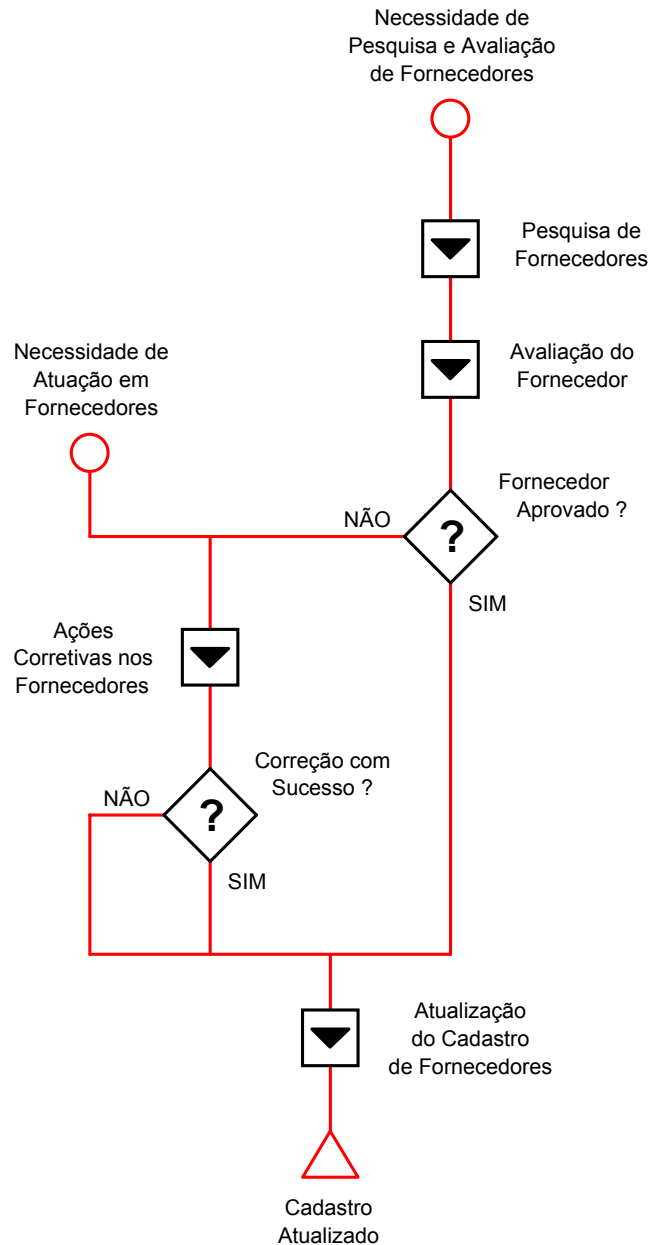 Necessidade de
Pesquisa e Avaliação
de Fornecedores
Pesquisa de
Fornecedores
Avaliação do
Fornecedor
Necessidade de
Atuação em
Fornecedores
Fornecedor
Aprovado ?
NÃO
?
SIM
Ações
Corretivas nos
Fornecedores
Correção com
Sucesso ?
NÃO
?
SIM
Atualização
do Cadastro
de Fornecedores
Cadastro
Atualizado